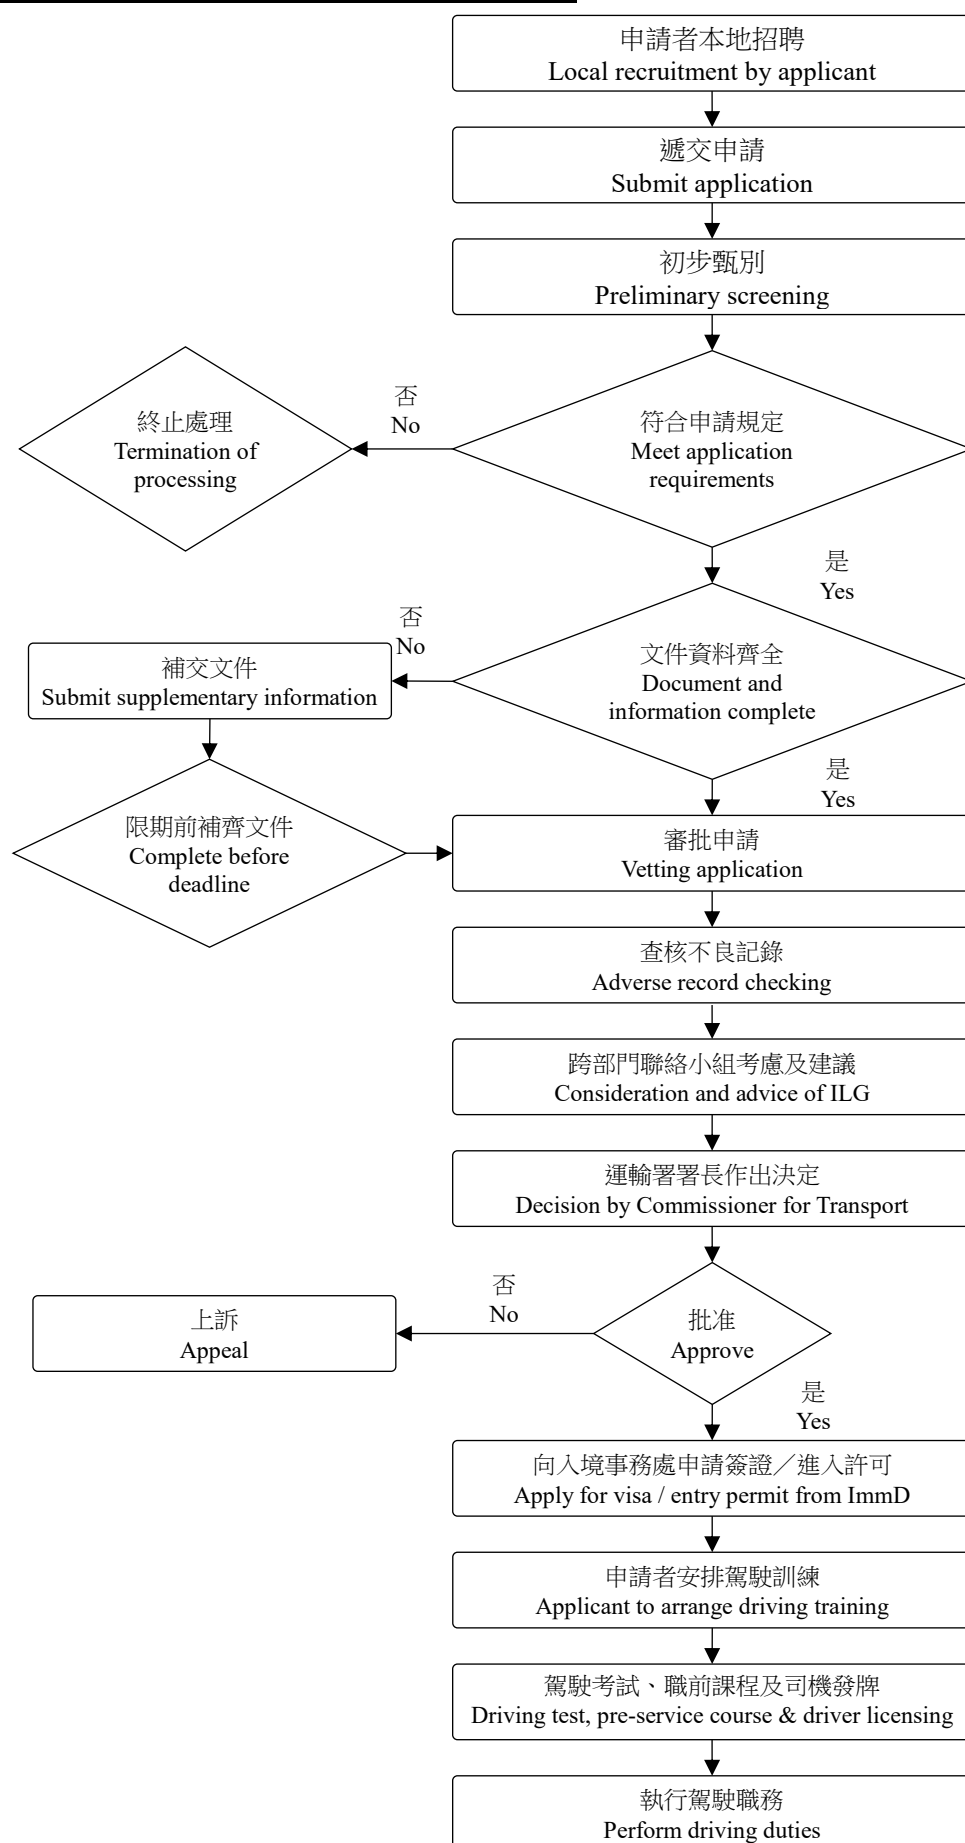 申請者本地招聘
Local recruitment by applicant
遞交申請
Submit application
初步甄別
Preliminary screening
符合申請規定
Meet application
requirements
否
No
終止處理
Termination of
processing
是
Yes
文件資料齊全
Document and
information complete
否
No
補交文件
Submit supplementary information
限期前補齊文件
Complete before
deadline
是
Yes
審批申請
Vetting application
查核不良記錄
Adverse record checking
跨部門聯絡小組考慮及建議
Consideration and advice of ILG
運輸署署長作出決定
Decision by Commissioner for Transport
批准
Approve
否
No
上訴
Appeal
是
Yes
向入境事務處申請簽證／進入許可
Apply for visa / entry permit from ImmD
申請者安排駕駛訓練
Applicant to arrange driving training
駕駛考試、職前課程及司機發牌
Driving test, pre-service course & driver licensing
執行駕駛職務
Perform driving duties